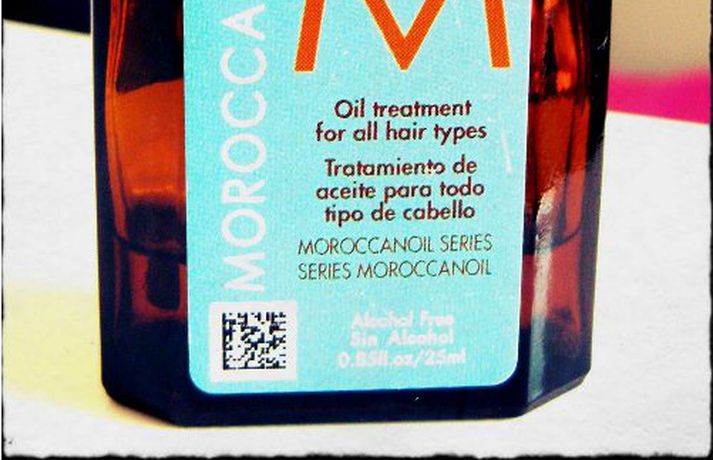 MOROCCA
M
Oil treatment
for all hair types
Tratamiento de
aceite para todo
tipo de cabello
MOROCCANOIL SERIES
SERIES MOROCCANOIL
Alcohol Free
Sin Alcohol
0.85fl.oz/25ml